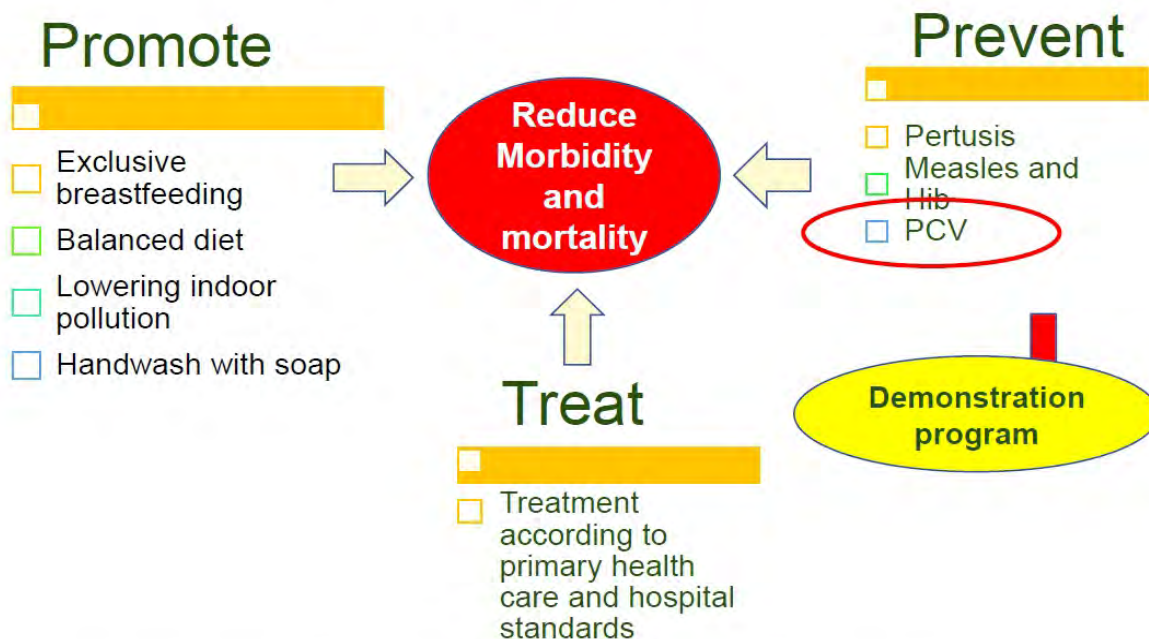 Promote
Exclusive
breastfeeding
Balanced diet
Lowering indoor
pollution
Handwash with soap
Reduce
Morbidity
and
mortality
Prevent
Pertusis
Measles and
Hib
PCV
Demonstration
program
Treat
Treatment
according to
primary health
care and hospital
standards